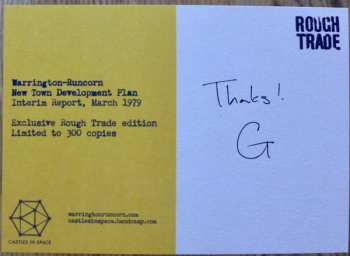 ROUGH
TRADE
Warrington-Runcorn
New Town Development Plan
Interim Report, March 1979
Exclusive Rough Trade edition
Limited to 300 copies
Thanks!
G
warringtonruncorn.com
castlesinspace.bandcamp.com
CASTLES IN SPACE